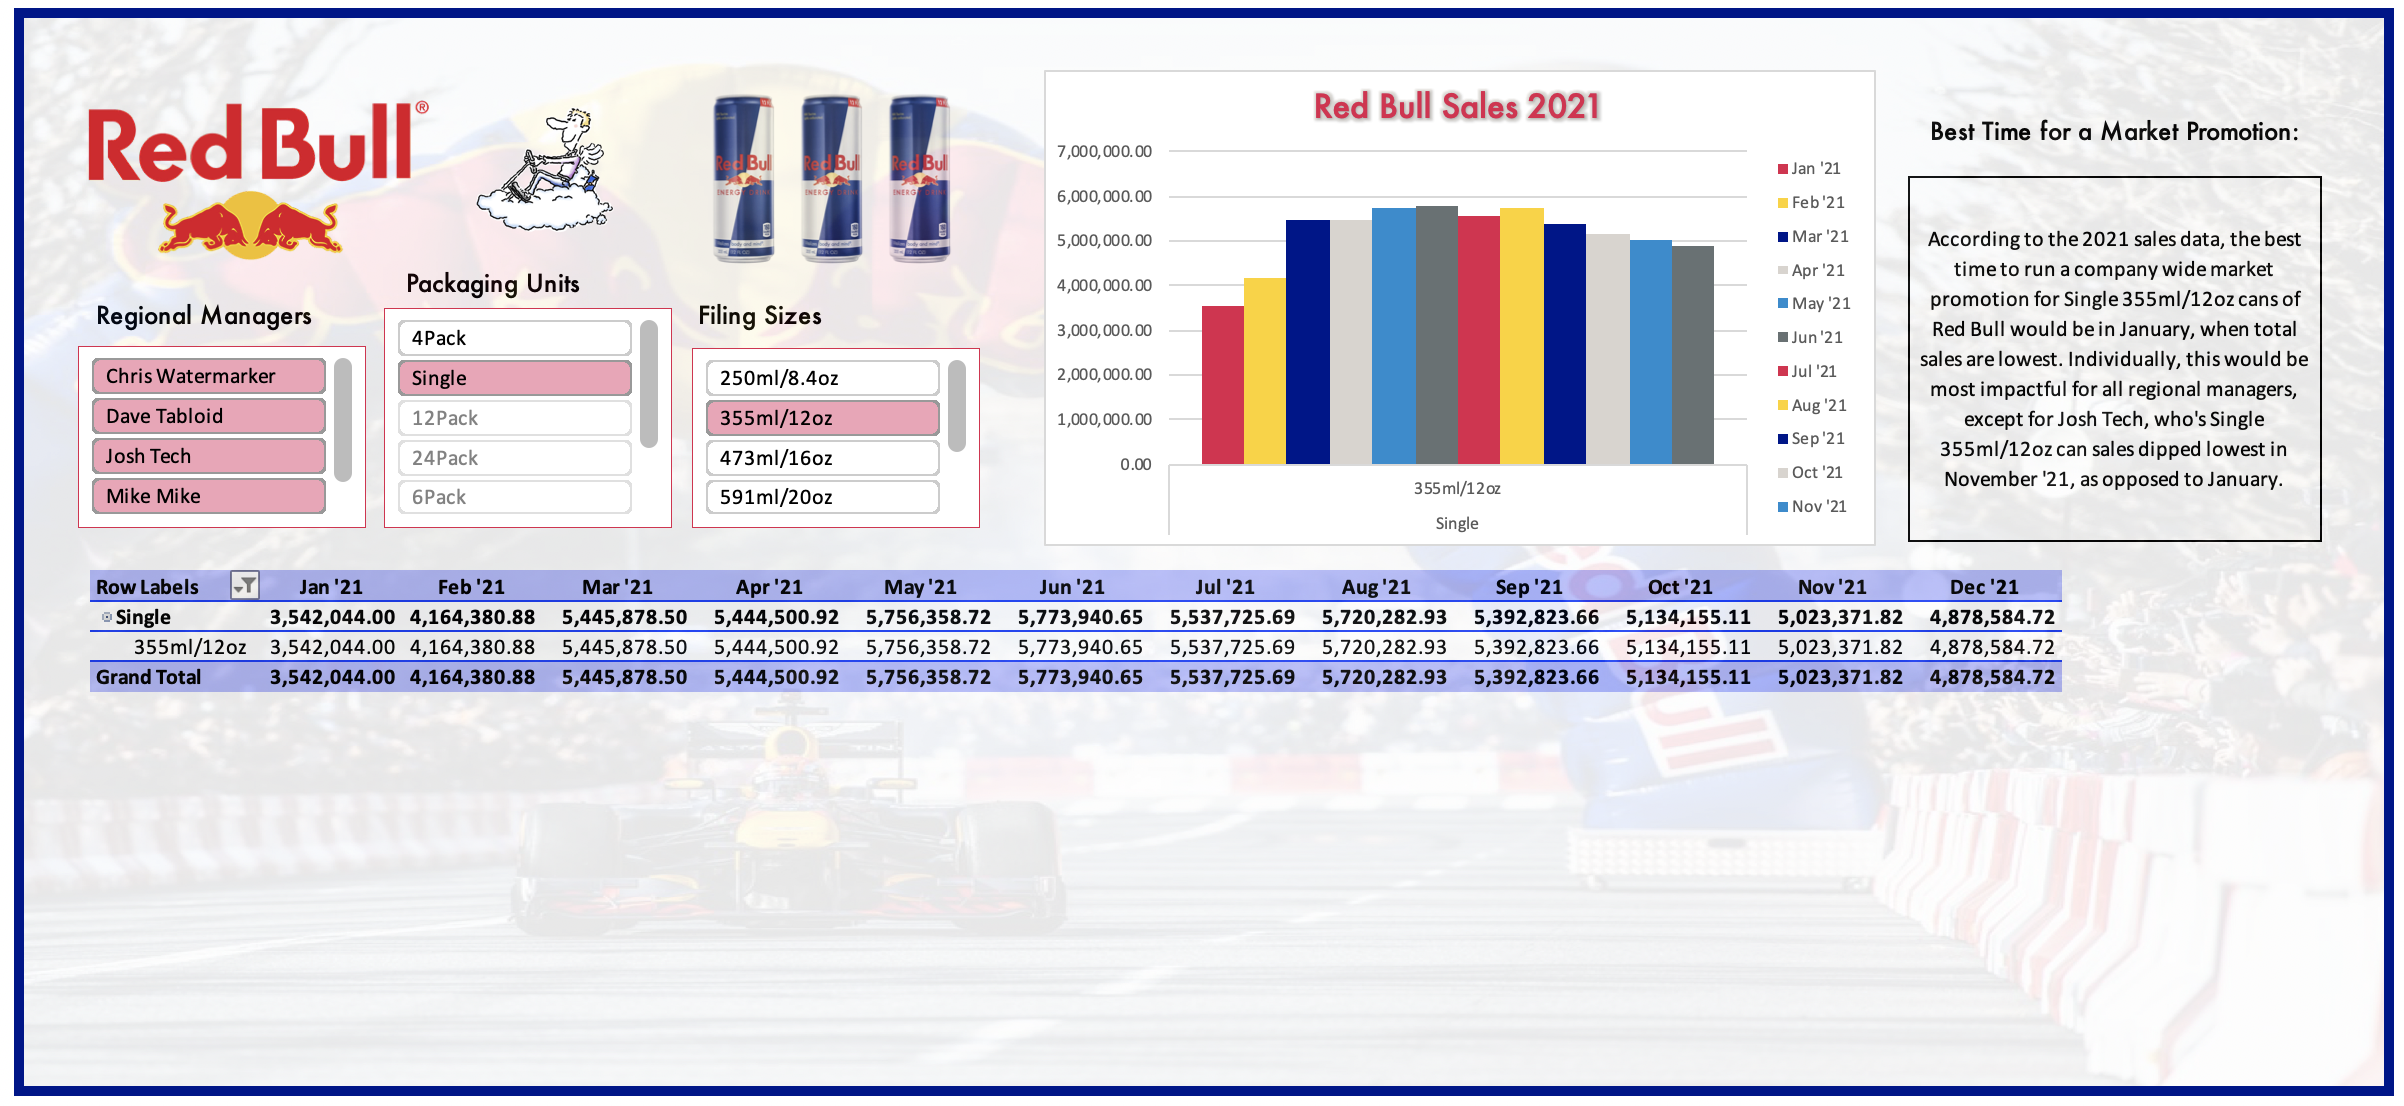 Red Bull®
Red Bull
ENERGY DRINK
Red Bull
ENERGY DRINK
Red Bull
ENERGY DRINK
Regional Managers
Chris Watermarker
Dave Tabloid
Josh Tech
Mike Mike
Packaging Units
4Pack
Single
12Pack
24Pack
6Pack
Filing Sizes
250ml/8.4oz
355ml/12oz
473ml/16oz
591ml/20oz
Red Bull Sales 2021
7,000,000.00
6,000,000.00
5,000,000.00
4,000,000.00
3,000,000.00
2,000,000.00
1,000,000.00
0.00
355ml/12oz
Single
Jan '21
Feb '21
Mar '21
Apr '21
May '21
Jun '21
Jul '21
Aug '21
Sep '21
Oct '21
Nov '21
Best Time for a Market Promotion:
According to the 2021 sales data, the best
time to run a company wide market
promotion for Single 355ml/12oz cans of
Red Bull would be in January, when total
sales are lowest. Individually, this would be
most impactful for all regional managers,
except for Josh Tech, who's Single
355ml/12oz can sales dipped lowest in
November '21, as opposed to January.
Row Labels Jan '21 Feb '21 Mar '21 Apr '21 May '21 Jun '21 Jul '21 Aug '21 Sep '21 Oct '21 Nov '21 Dec '21
Single 3,542,044.00 4,164,380.88 5,445,878.50 5,444,500.92 5,756,358.72 5,773,940.65 5,537,725.69 5,720,282.93 5,392,823.66 5,134,155.11 5,023,371.82 4,878,584.72
355ml/12oz 3,542,044.00 4,164,380.88 5,445,878.50 5,444,500.92 5,756,358.72 5,773,940.65 5,537,725.69 5,720,282.93 5,392,823.66 5,134,155.11 5,023,371.82 4,878,584.72
Grand Total 3,542,044.00 4,164,380.88 5,445,878.50 5,444,500.92 5,756,358.72 5,773,940.65 5,537,725.69 5,720,282.93 5,392,823.66 5,134,155.11 5,023,371.82 4,878,584.72